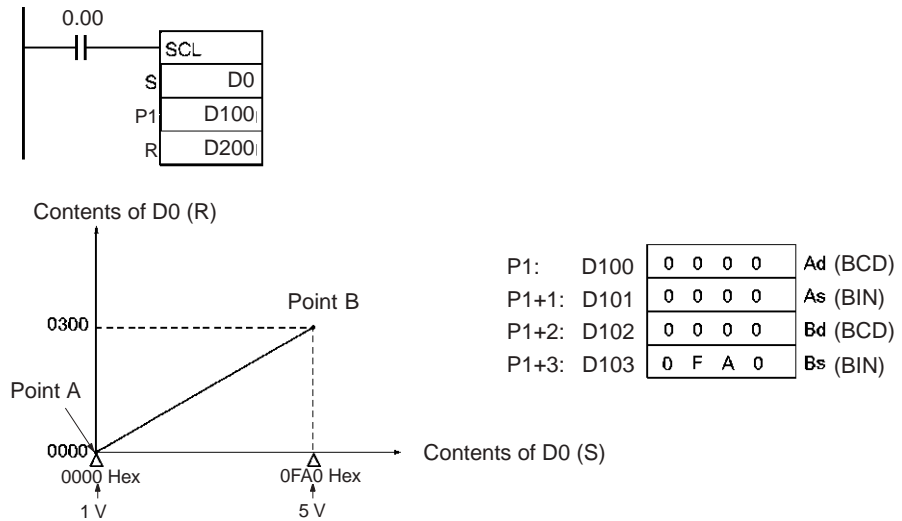 0.00
SCL
S D0
P1 D100
R D200
Contents of D0 (R)
Point B
0300
Point A
0000
Contents of D0 (S)
0000 Hex
0FA0 Hex
1 V
5 V
P1: D100 0 0 0 0 Ad (BCD)
P1+1: D101 0 0 0 0 As (BIN)
P1+2: D102 0 0 0 0 Bd (BCD)
P1+3: D103 0 F A 0 Bs (BIN)